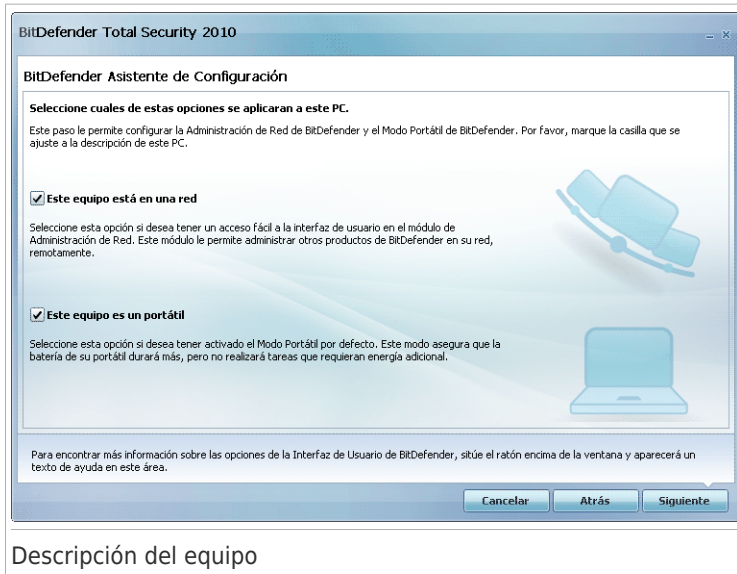 BitDefender Total Security 2010
BitDefender Asistente de Configuración
Seleccione cuales de estas opciones se aplicaran a este PC.
Este paso le permite configurar la Administración de Red de BitDefender y el Modo Portátil de BitDefender. Por favor, marque la casilla que se
ajuste a la descripción de este PC.
Este equipo está en una red
Seleccione esta opción si desea tener un acceso fácil a la interfaz de usuario en el módulo de
Administración de Red. Este módulo le permite administrar otros productos de BitDefender en su red,
remotamente.
Este equipo es un portátil
Seleccione esta opción si desea tener activado el Modo Portátil por defecto. Este modo asegura que la
batería de su portátil durará más, pero no realizará tareas que requieran energía adicional.
Para encontrar más información sobre las opciones de la Interfaz de Usuario de BitDefender, sitúe el ratón encima de la ventana y aparecerá un
texto de ayuda en este área.
Cancelar Atrás Siguiente
Descripción del equipo